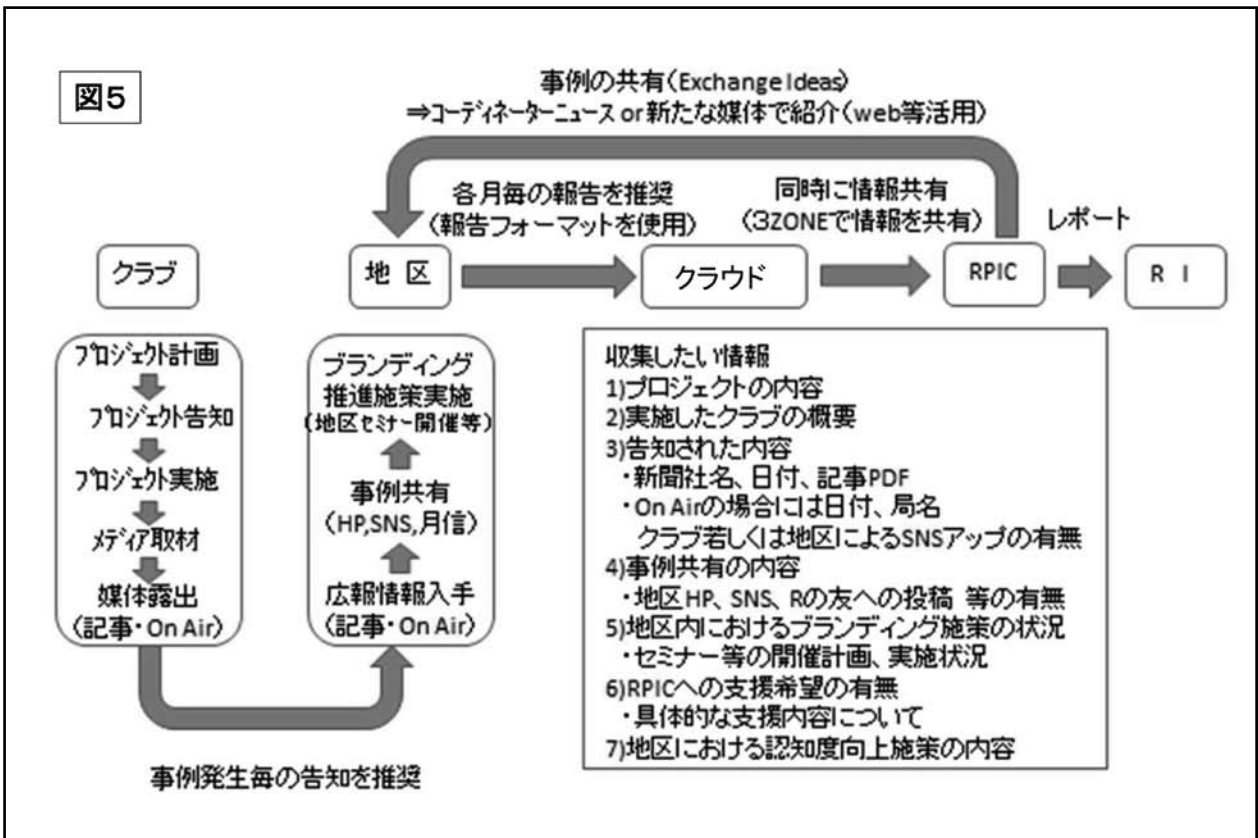 図5
事例の共有(Exchange Ideas)
⇒コーディネーターニュース or 新たな媒体で紹介(web等活用)
各月毎の報告を推奨
(報告フォーマットを使用)
同時に情報共有
(3ZONEで情報を共有)
レポート
クラブ
地 区
クラウド
RPIC
R I
プロジェクト計画
プロジェクト告知
プロジェクト実施
メディア取材
媒体露出
(記事・On Air)
ブランディング
推進施策実施
(地区セミナー開催等)
事例共有
(HP,SNS,月信)
広報情報入手
(記事・On Air)
収集したい情報
1)プロジェクトの内容
2)実施したクラブの概要
3)告知された内容
・新聞社名、日付、記事PDF
・On Airの場合には日付、局名
クラブ若しくは地区によるSNSアップの有無
4)事例共有の内容
・地区HP、SNS、Rの友への投稿 等の有無
5)地区内におけるブランディング施策の状況
・セミナー等の開催計画、実施状況
6)RPICへの支援希望の有無
・具体的な支援内容について
7)地区における認知度向上施策の内容
事例発生毎の告知を推奨